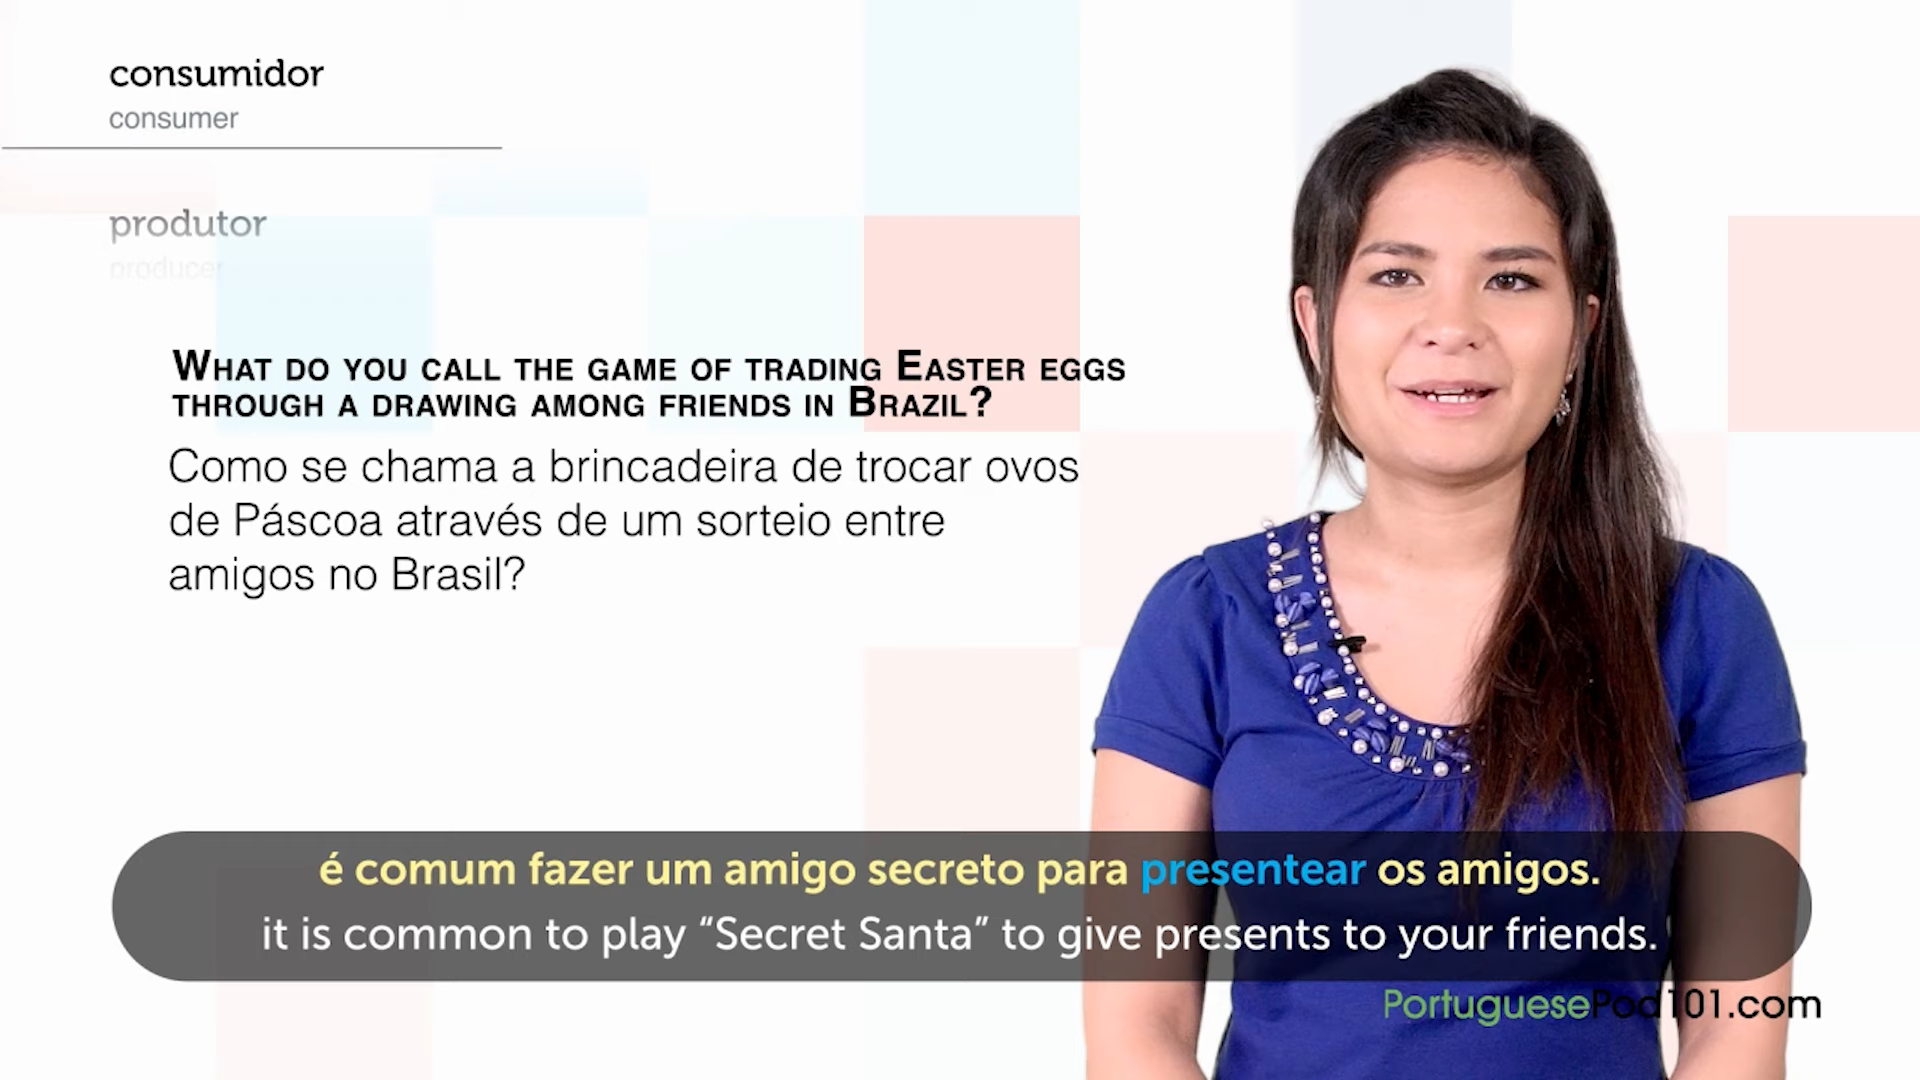 consumidor
consumer
produtor
producer
WHAT DO YOU CALL THE GAME OF TRADING EASTER EGGS
THROUGH A DRAWING AMONG FRIENDS IN BRAZIL?
Como se chama a brincadeira de trocar ovos
de Páscoa através de um sorteio entre
amigos no Brasil?
é comum fazer um amigo secreto para presentear os amigos.
it is common to play “Secret Santa” to give presents to your friends.
PortuguesePod101.com